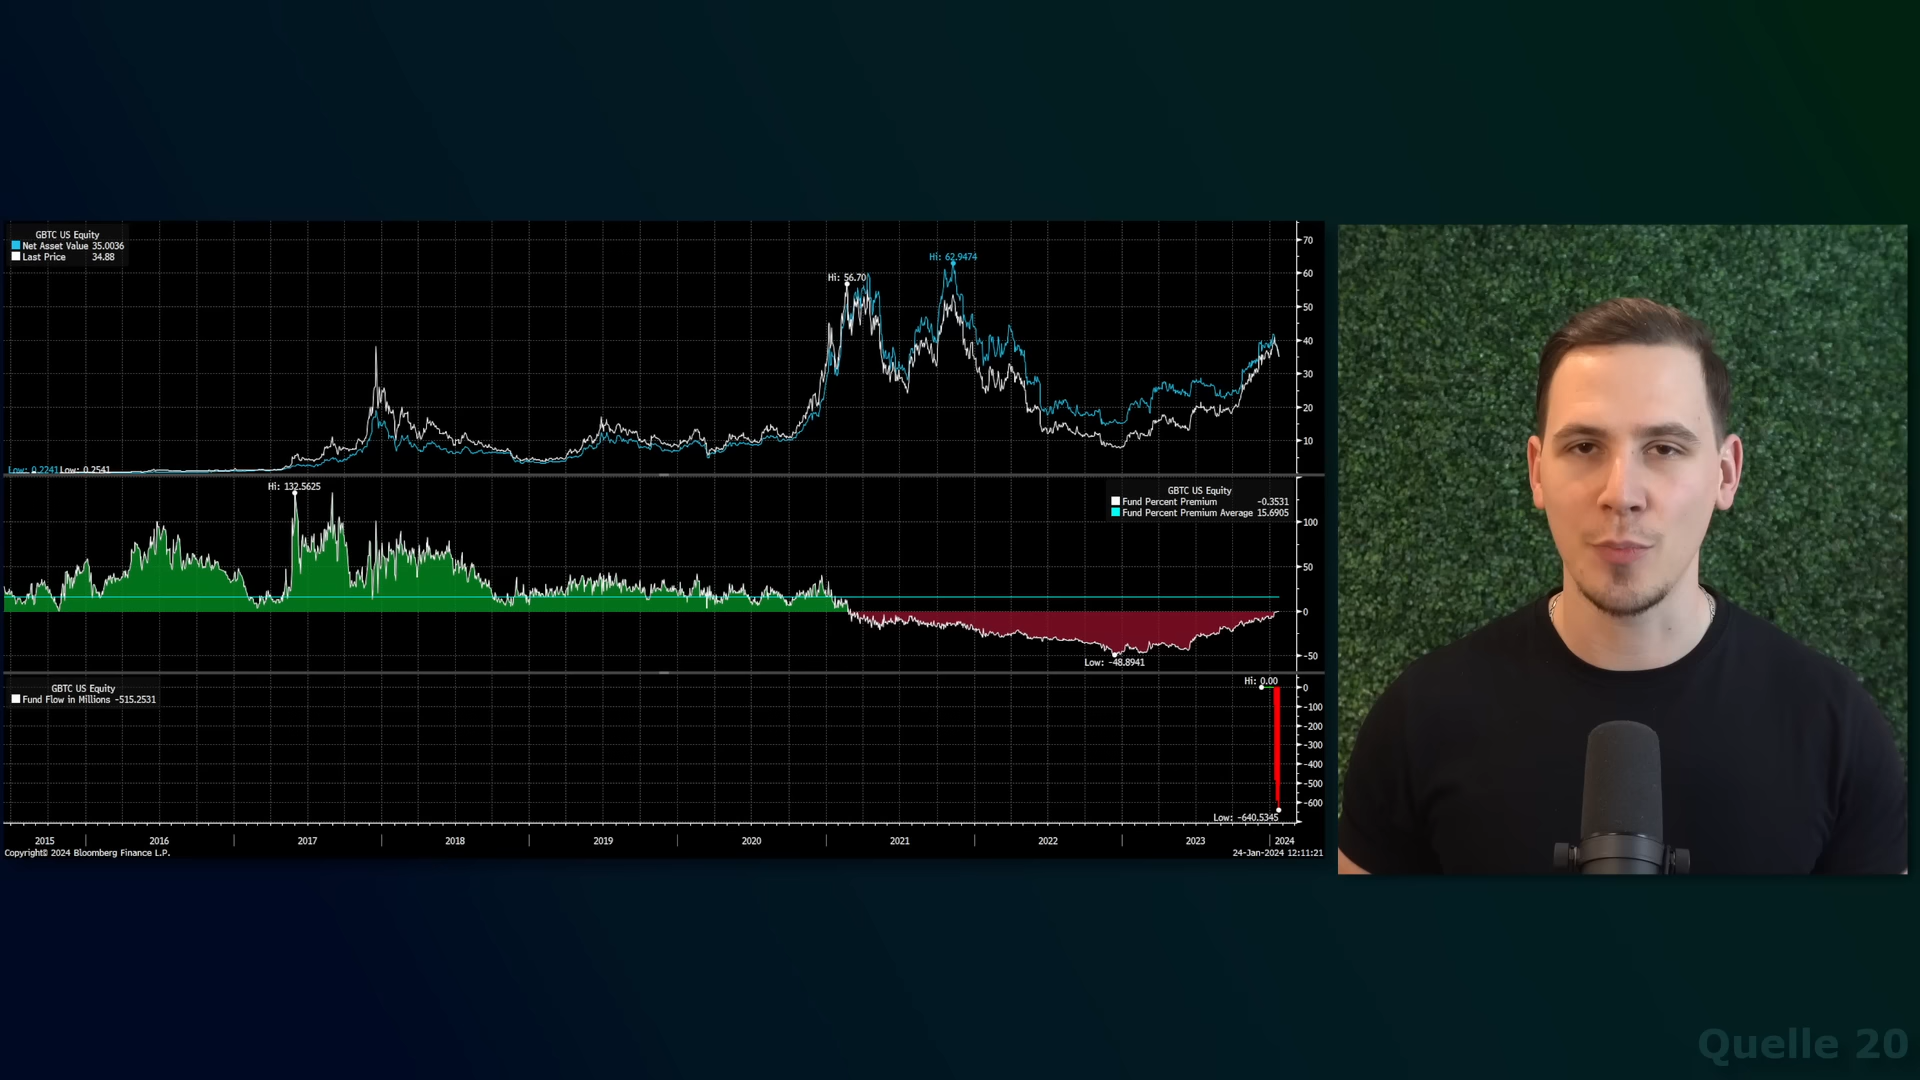 GBTC US Equity
Net Asset Value 35.0036
Last Price 34.88
Hi: 56.70
Hi: 62.9474
Low: 0.2241
Low: 0.2541
70
60
50
40
30
20
10
Hi: 132.5625
GBTC US Equity
Fund Percent Premium -0.3531
Fund Percent Premium Average 15.6905
100
50
0
-50
Low: -48.8941
GBTC US Equity
Fund Flow in Millions -515.2531
Hi: 0.00
0
-100
-200
-300
-400
-500
-600
Low: -640.5345
2015 2016 2017 2018 2019 2020 2021 2022 2023 2024
Copyright© 2024 Bloomberg Finance L.P.
24-Jan-2024 12:11:21
Quelle 20